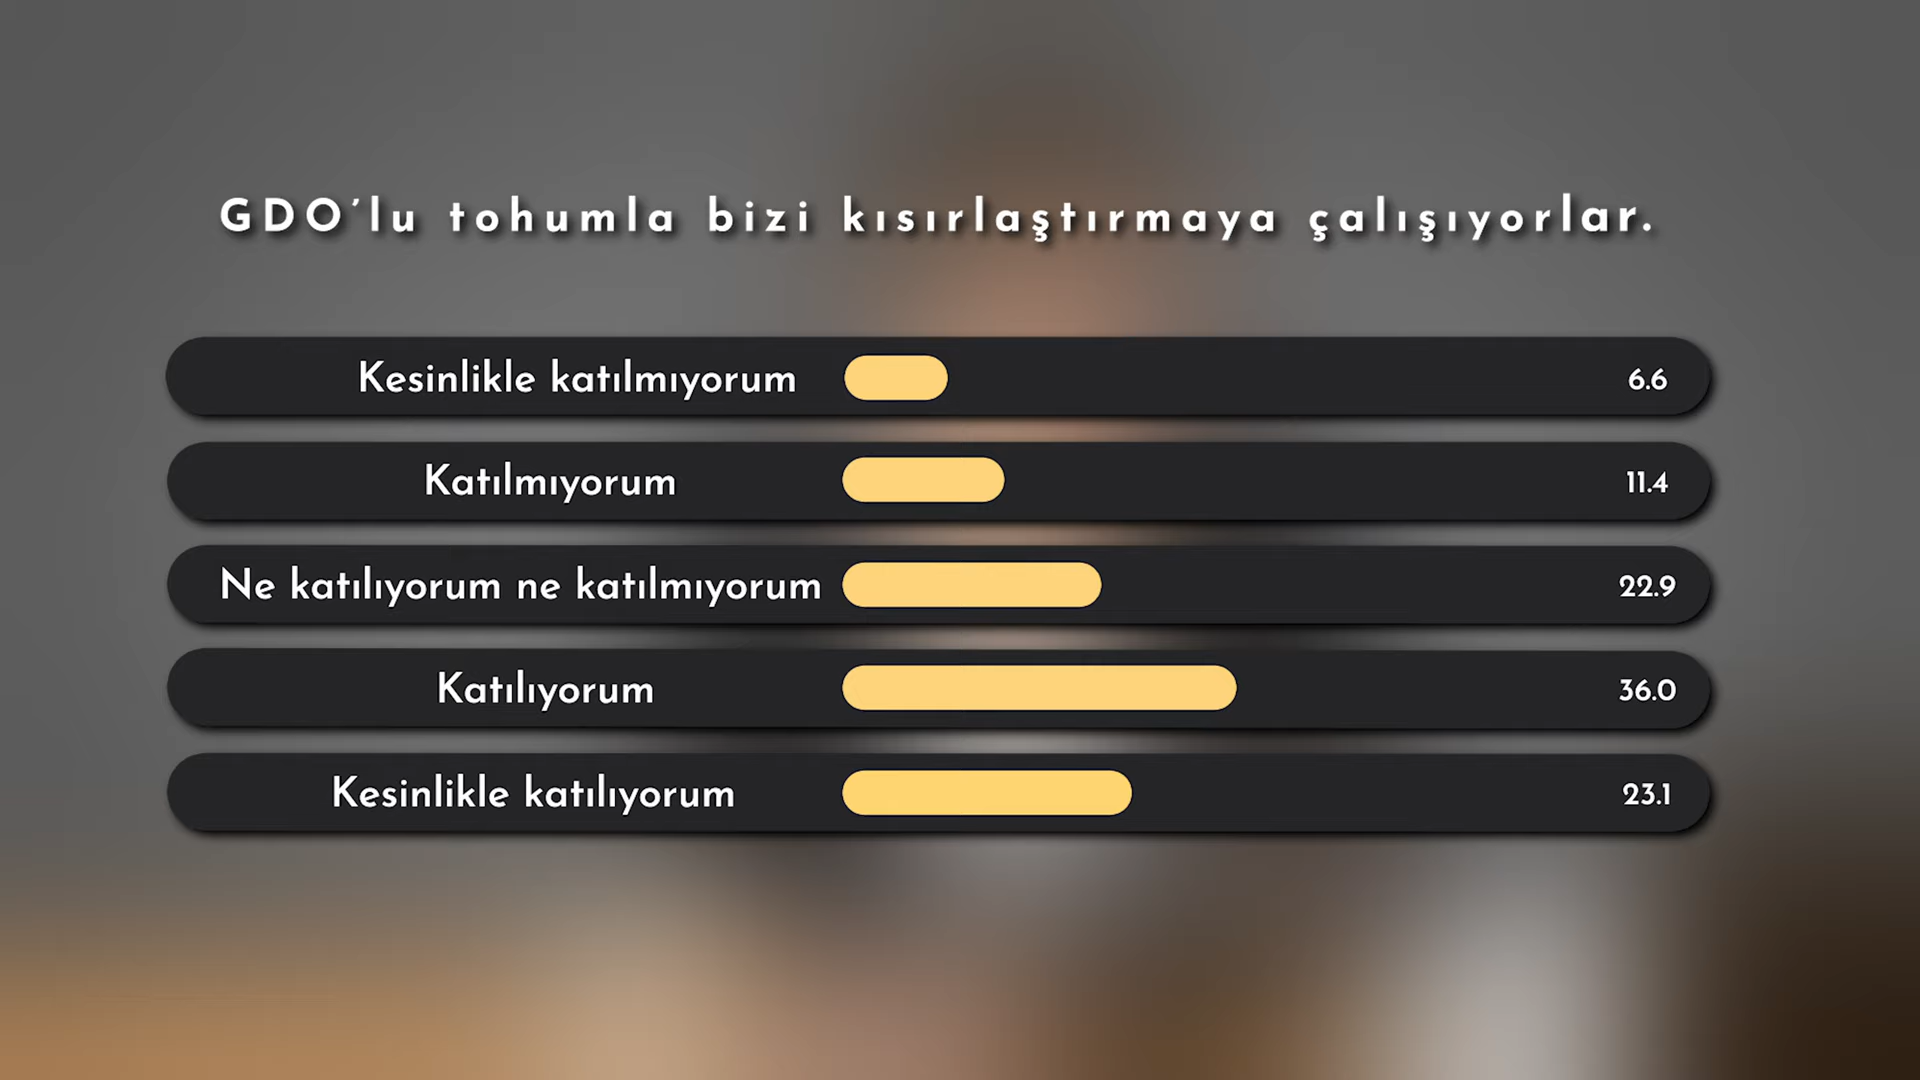 GDO’lu tohumla bizi kısırlaştırmaya çalışıyorlar.
Kesinlikle katılmıyorum 6.6
Katılmıyorum 11.4
Ne katılıyorum ne katılmıyorum 22.9
Katılıyorum 36.0
Kesinlikle katılıyorum 23.1